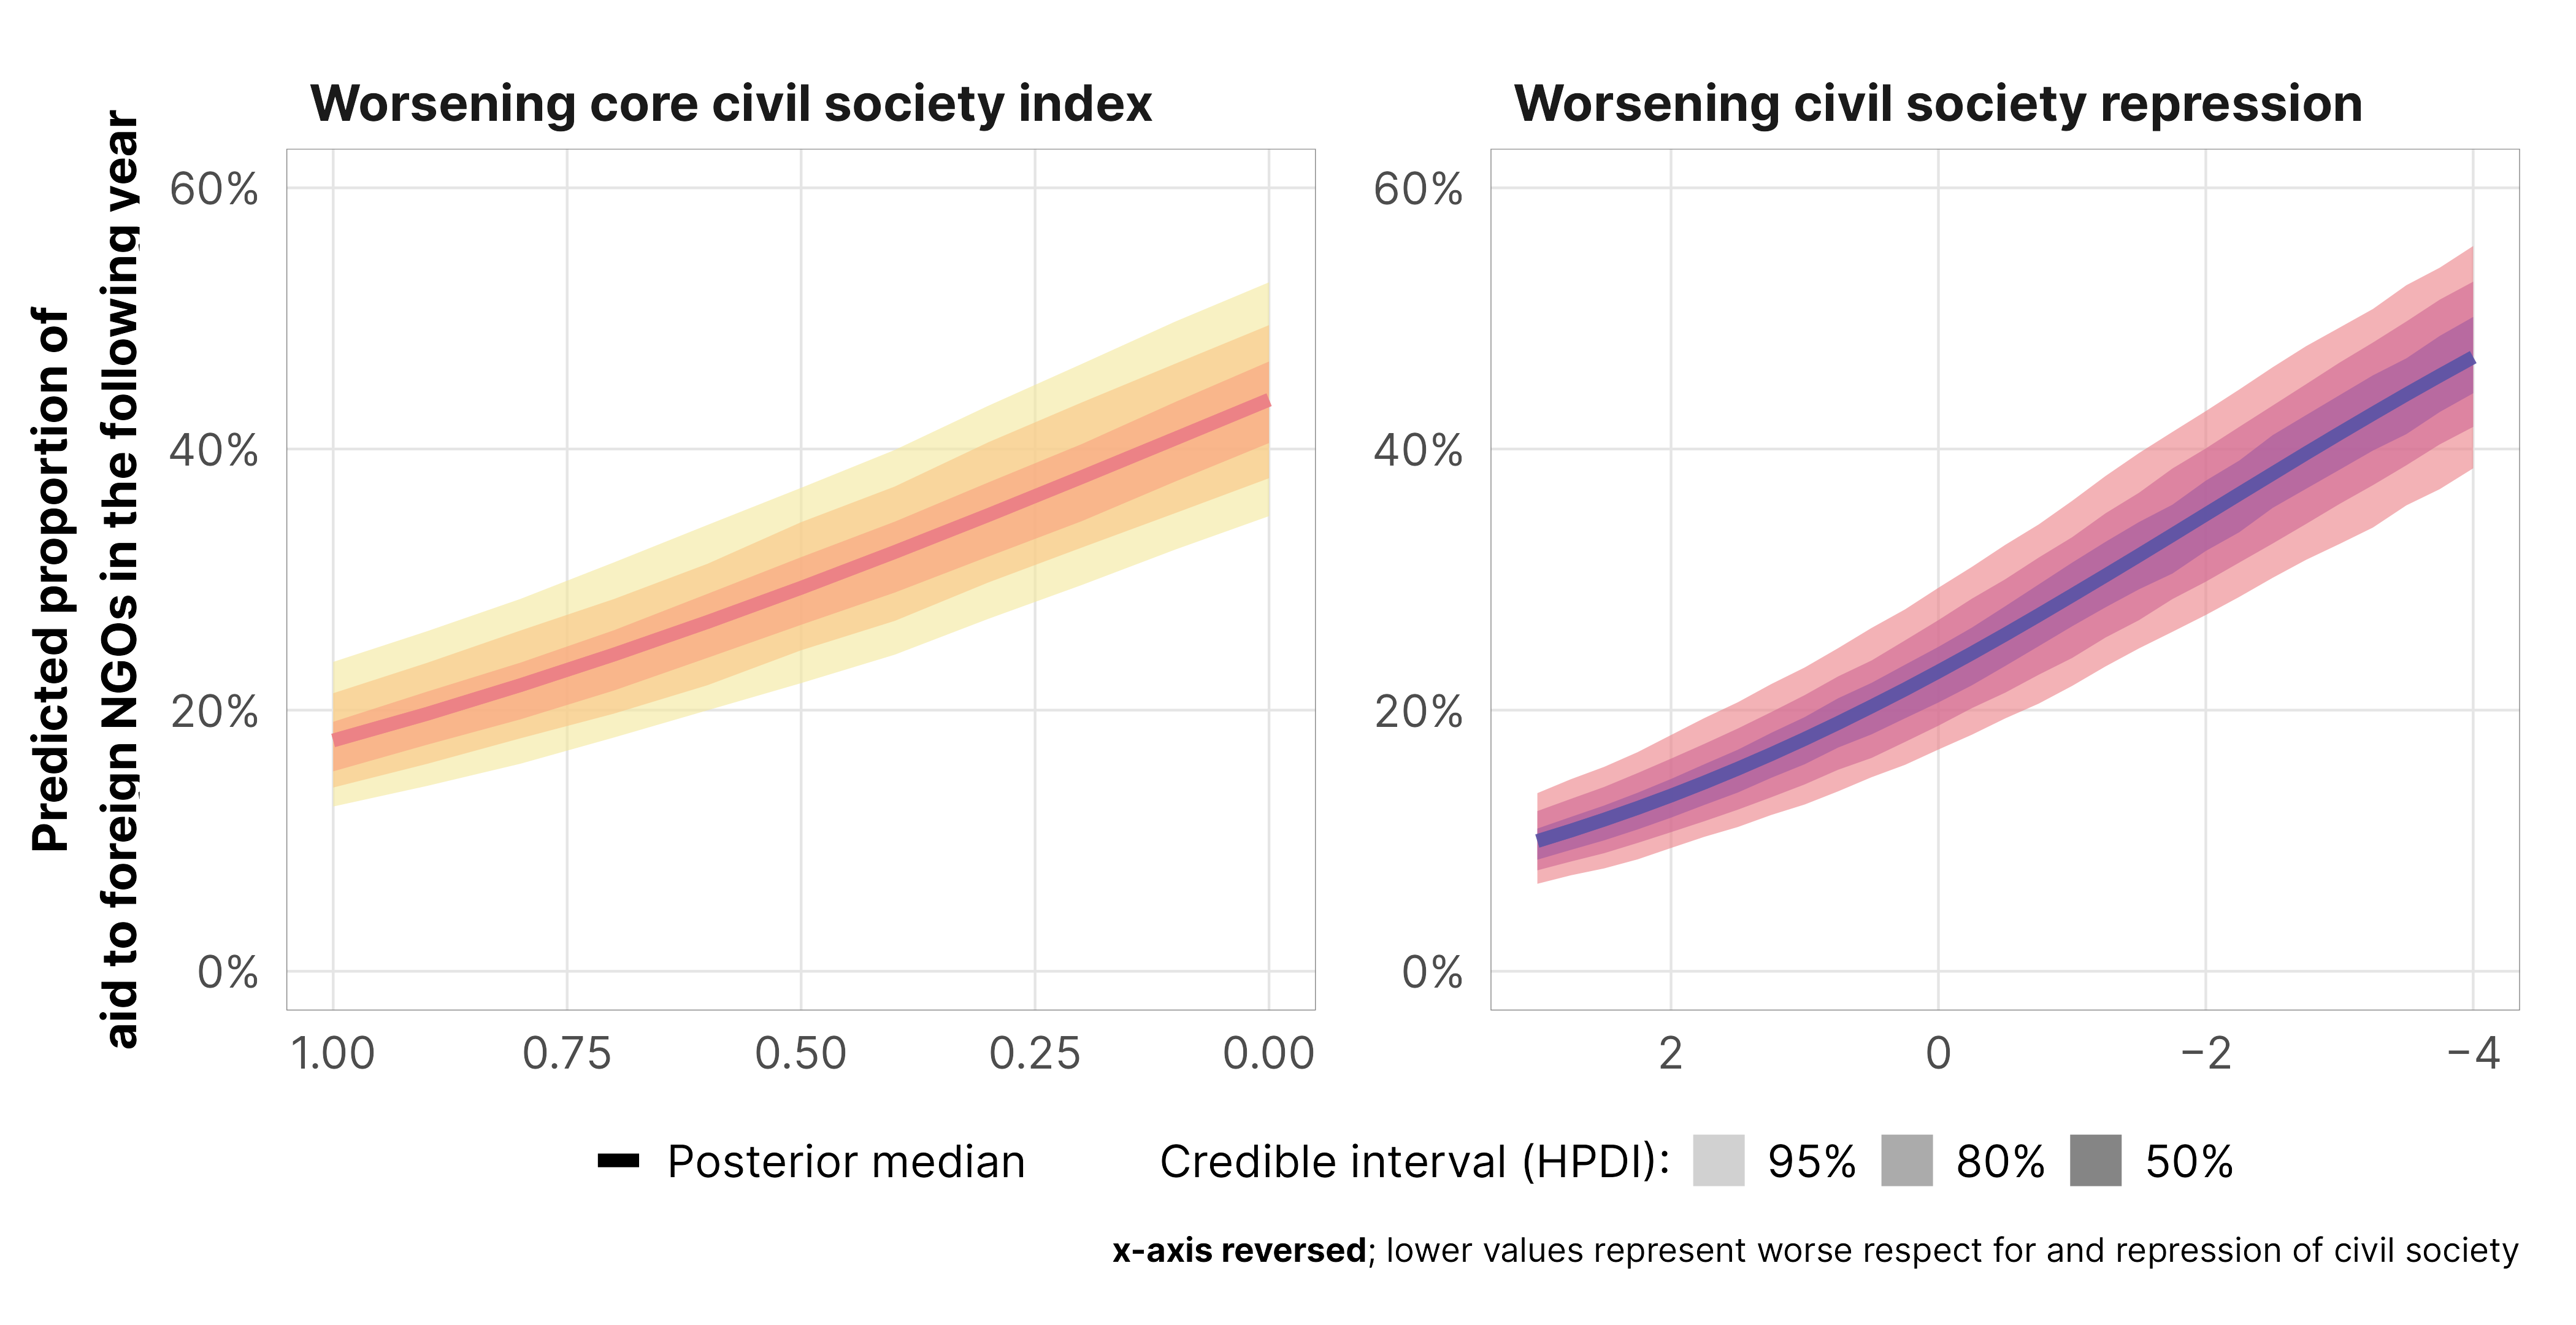 Worsening core civil society index
Worsening civil society repression
Predicted proportion of
aid to foreign NGOs in the following year
60%
40%
20%
0%
1.00 0.75 0.50 0.25 0.00
60%
40%
20%
0%
2 0 −2 −4
Posterior median Credible interval (HPDI): 95% 80% 50%
x-axis reversed; lower values represent worse respect for and repression of civil society